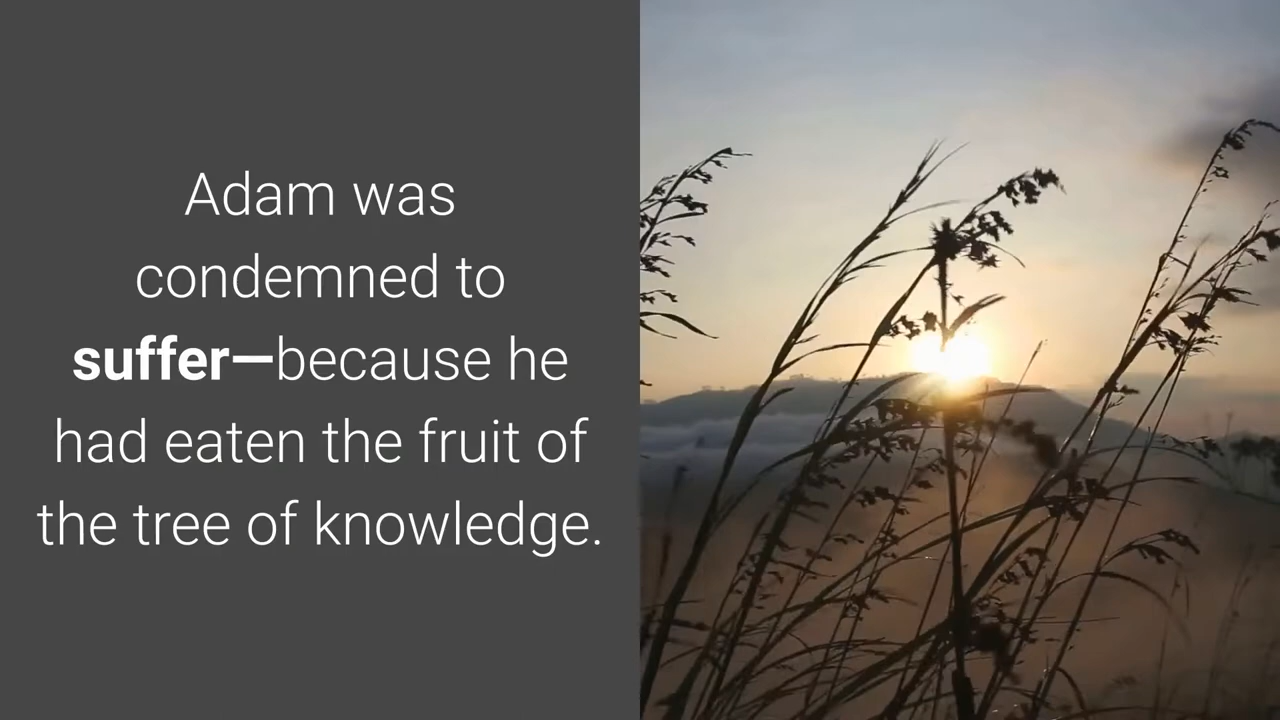 Adam was
condemned to
suffer—because he
had eaten the fruit of
the tree of knowledge.